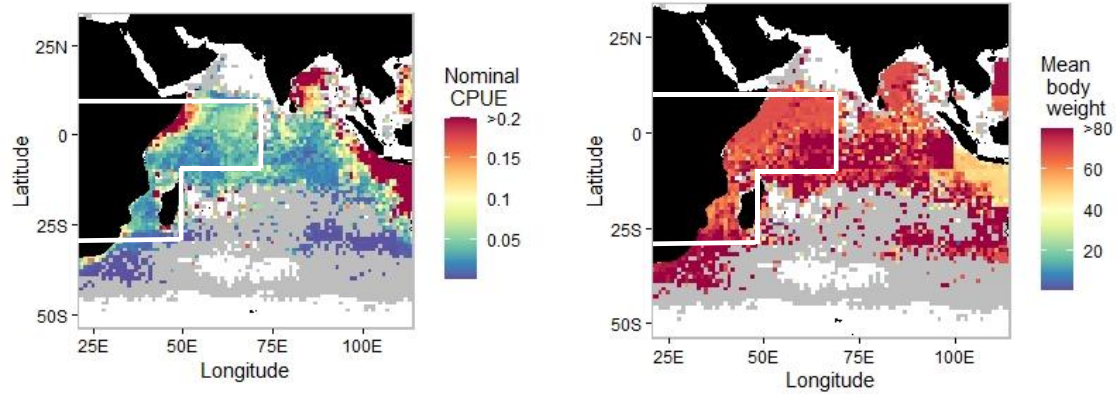 25N
0
25S
50S
Latitude
25E 50E 75E 100E
Longitude
Nominal
CPUE
>0.2
0.15
0.1
0.05
25N
0
25S
50S
Latitude
25E 50E 75E 100E
Longitude
Mean
body
weight
>80
60
40
20